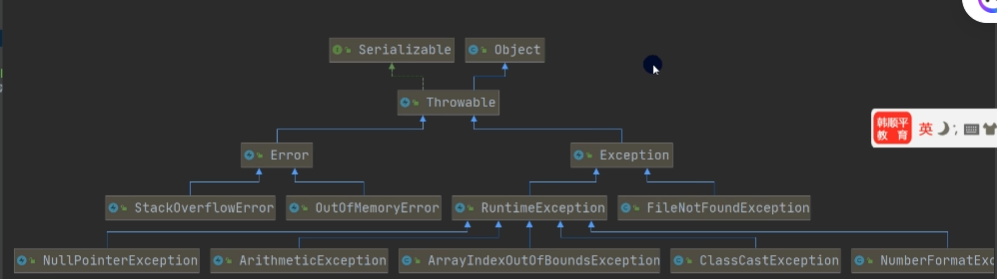 Serializable Object
Throwable
韩顺平
教 育
英
Error Exception
StackOverflowError OutOfMemoryError RuntimeException FileNotFoundException
NullPointerException ArithmeticException ArrayIndexOutOfBoundsException ClassCastException NumberFormatExc